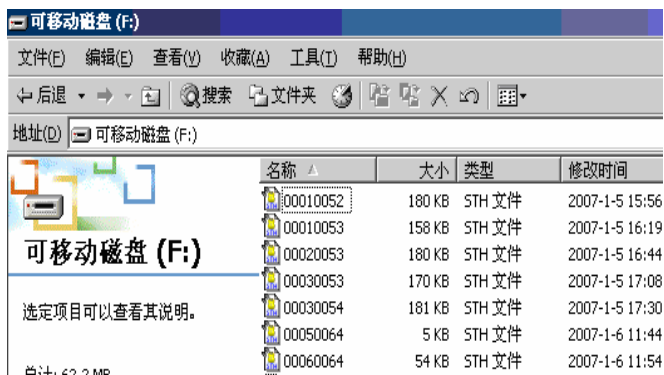 可移动磁盘 (F:)
文件(F) 编辑(E) 查看(V) 收藏(A) 工具(T) 帮助(H)
后退 搜索 文件夹
地址(D) 可移动磁盘 (F:)
名称 大小 类型 修改时间
00010052 180 KB STH 文件 2007-1-5 15:56
00010053 158 KB STH 文件 2007-1-5 16:19
00020053 180 KB STH 文件 2007-1-5 16:44
00030053 170 KB STH 文件 2007-1-5 17:08
00030054 181 KB STH 文件 2007-1-5 17:30
00050064 5 KB STH 文件 2007-1-6 11:44
00060064 54 KB STH 文件 2007-1-6 11:54
可移动磁盘 (F:)
选定项目可以查看其说明。
总计: 62.2 MB